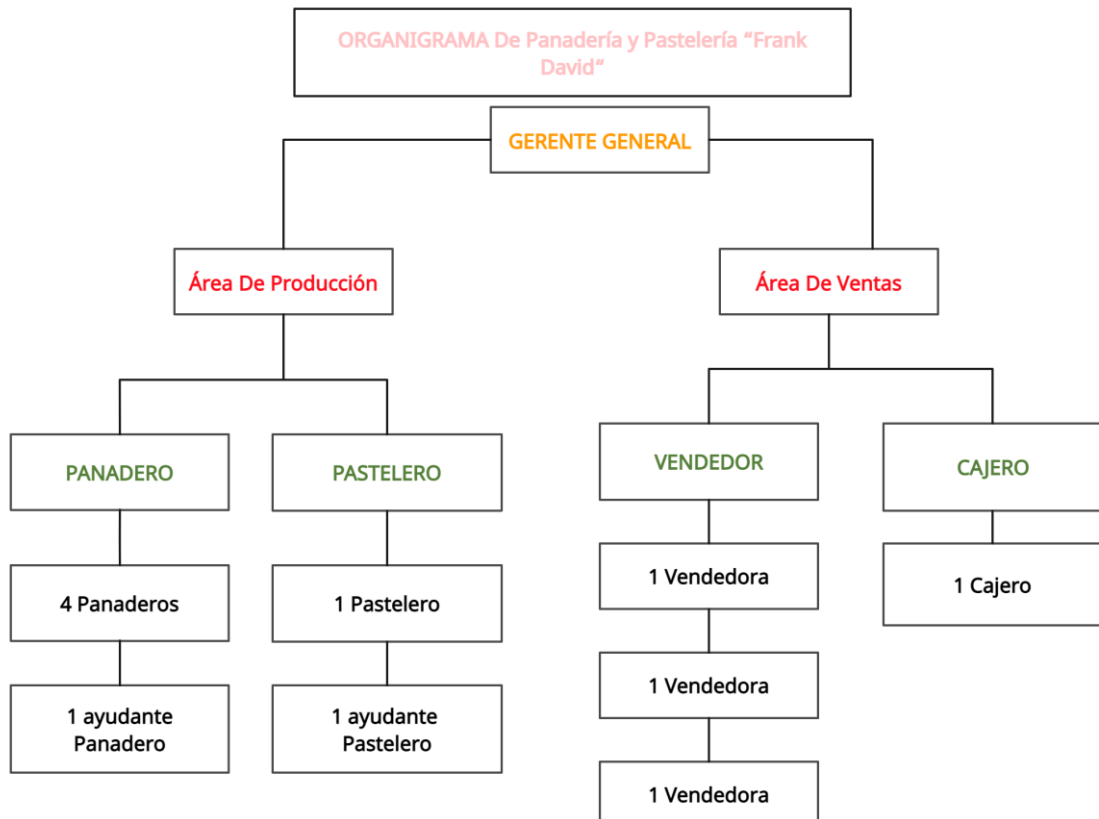 ORGANIGRAMA De Panadería y Pastelería “Frank
David“
GERENTE GENERAL
Área De Producción
Área De Ventas
PANADERO
PASTELERO
VENDEDOR
CAJERO
4 Panaderos
1 Pastelero
1 Vendedora
1 Cajero
1 ayudante
Panadero
1 ayudante
Pastelero
1 Vendedora
1 Vendedora